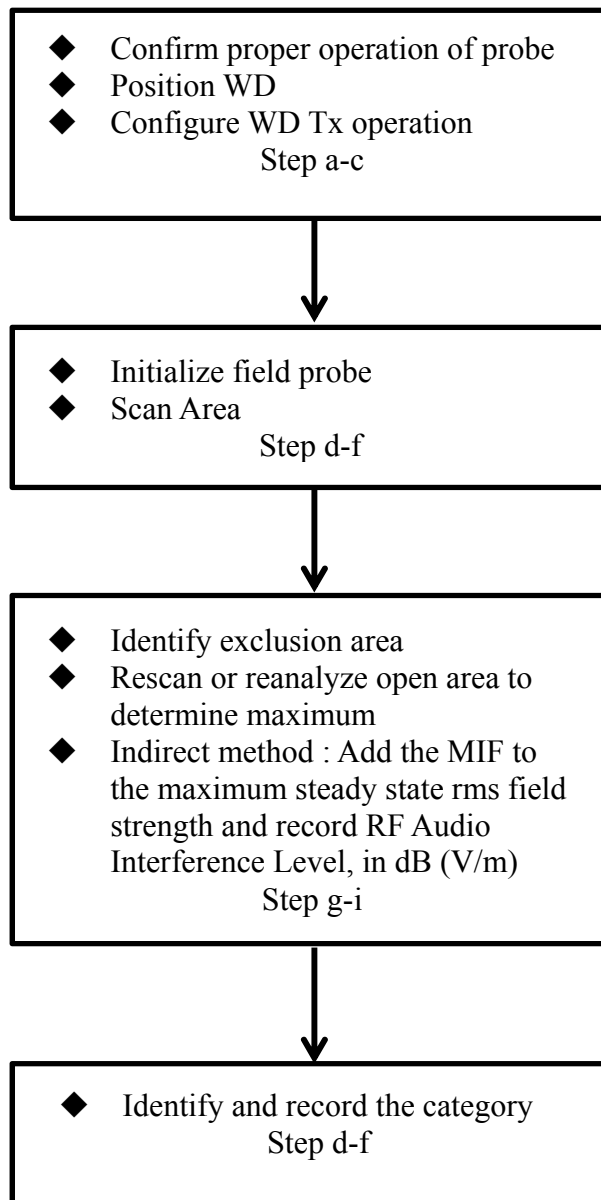 ◆ Confirm proper operation of probe
◆ Position WD
◆ Configure WD Tx operation
Step a-c
◆ Initialize field probe
◆ Scan Area
Step d-f
◆ Identify exclusion area
◆ Rescan or reanalyze open area to
determine maximum
◆ Indirect method : Add the MIF to
the maximum steady state rms field
strength and record RF Audio
Interference Level, in dB (V/m)
Step g-i
◆ Identify and record the category
Step d-f